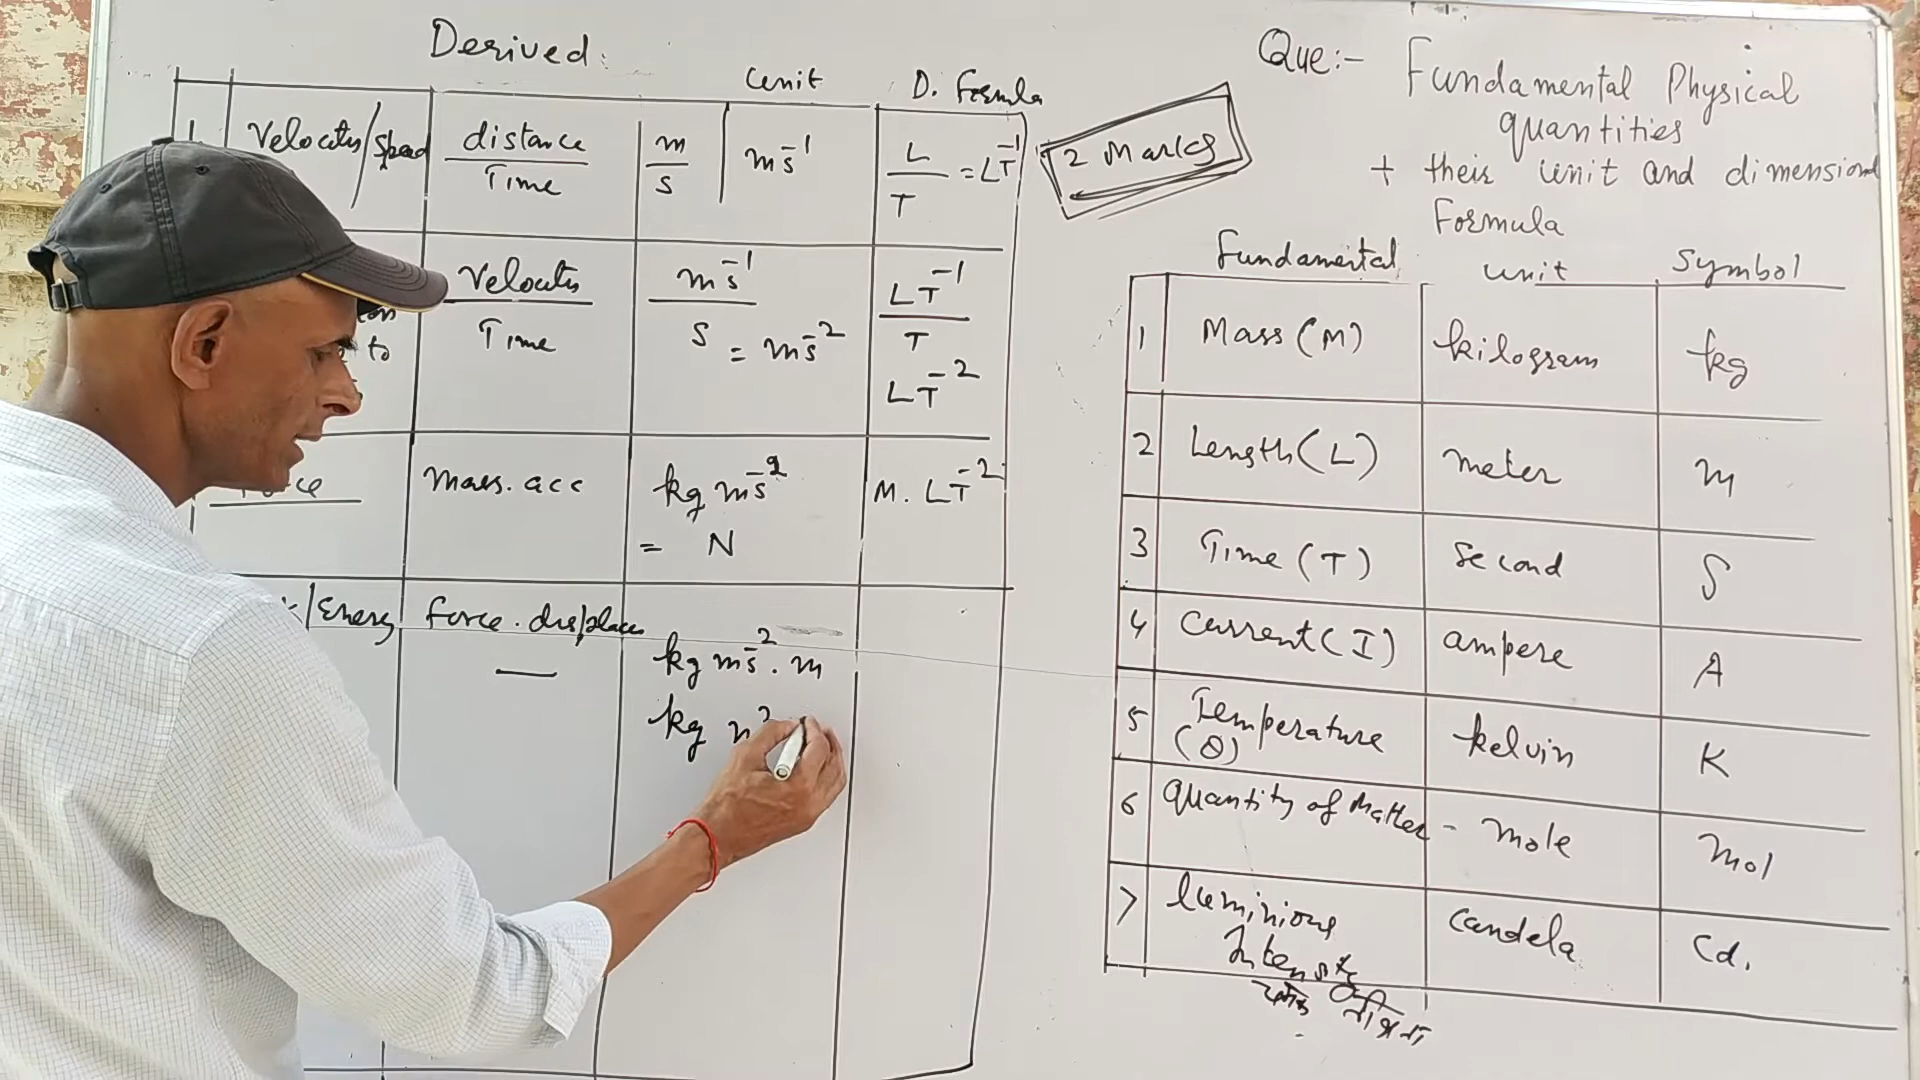 Derived:
Unit
D. Formula
1
Velocity/Speed
distance
Time
m
s
ms⁻¹
L
T
= LT⁻¹
to
Velocity
Time
ms⁻¹
s
= ms⁻²
LT⁻¹
T
LT⁻²
Mass. acc
kg ms⁻²
= N
M. LT⁻²
/Energy
force. displace
kg ms⁻². m
kg
2 Marks
Que:- Fundamental Physical
quantities
+ their unit and dimensional
Formula
Fundamental
unit
Symbol
1
Mass (M)
kilogram
kg
2
Length (L)
meter
m
3
Time (T)
second
S
4
Current (I)
ampere
A
5
Temperature
(θ)
kelvin
K
6
Quantity of Matter -
mole
mol
7
luminious
Intensity
Candela
Cd.